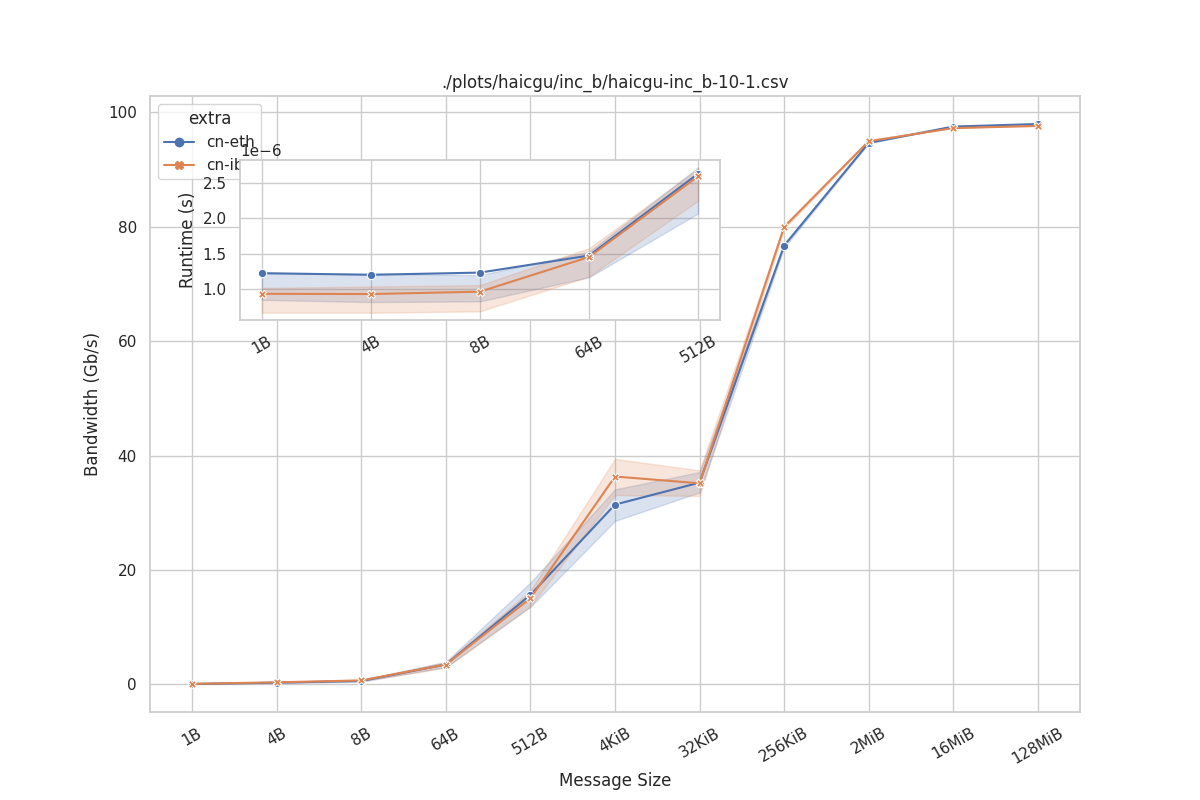 ./plots/haicgu/inc_b/haicgu-inc_b-10-1.csv
extra
cn-eth
cn-ib
1e−6
Runtime (s)
2.5
2.0
1.5
1.0
1B 4B 8B 64B 512B
Bandwidth (Gb/s)
100
80
60
40
20
0
1B 4B 8B 64B 512B 4KiB 32KiB 256KiB 2MiB 16MiB 128MiB
Message Size